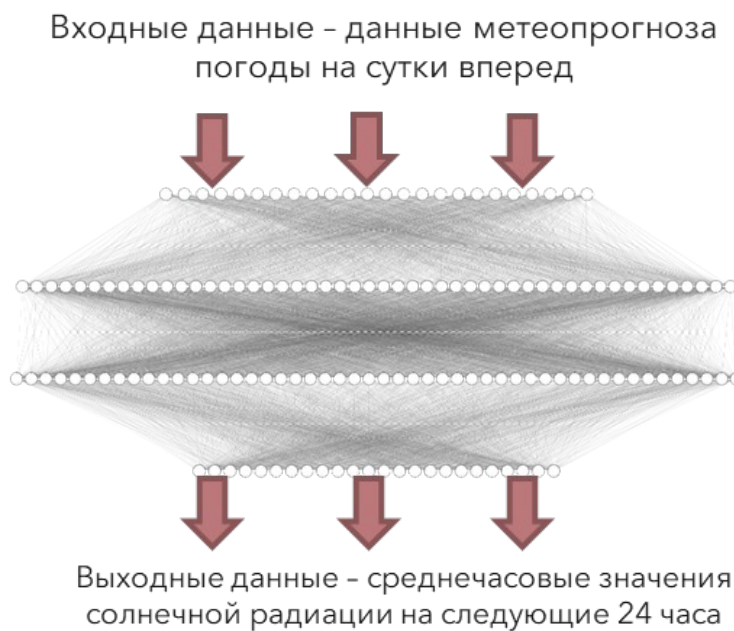 Входные данные – данные метеопрогноза
погоды на сутки вперед
Выходные данные – среднечасовые значения
солнечной радиации на следующие 24 часа